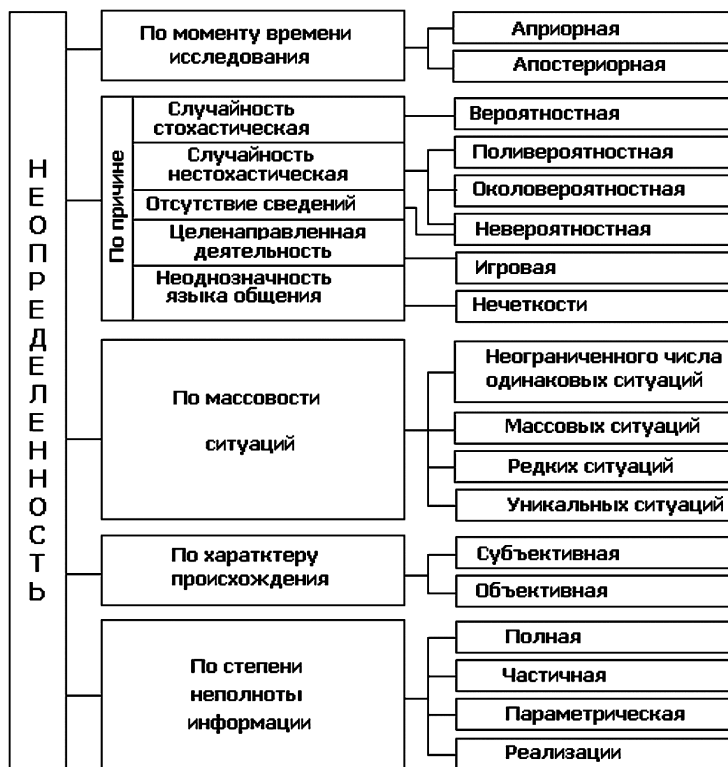 НЕОПРЕДЕЛЕННОСТЬ
По моменту времени
исследования
Априорная
Апостериорная
По причине
Случайность
стохастическая
Вероятностная
Случайность
нестохастическая
Поливероятностная
Околовероятностная
Отсутствие сведений
Невероятностная
Целенаправленная
деятельность
Игровая
Неоднозначность
языка общения
Нечеткости
По массовости
ситуаций
Неограниченного числа
одинаковых ситуаций
Массовых ситуаций
Редких ситуаций
Уникальных ситуаций
По харатктеру
происхождения
Субъективная
Объективная
По степени
неполноты
информации
Полная
Частичная
Параметрическая
Реализации